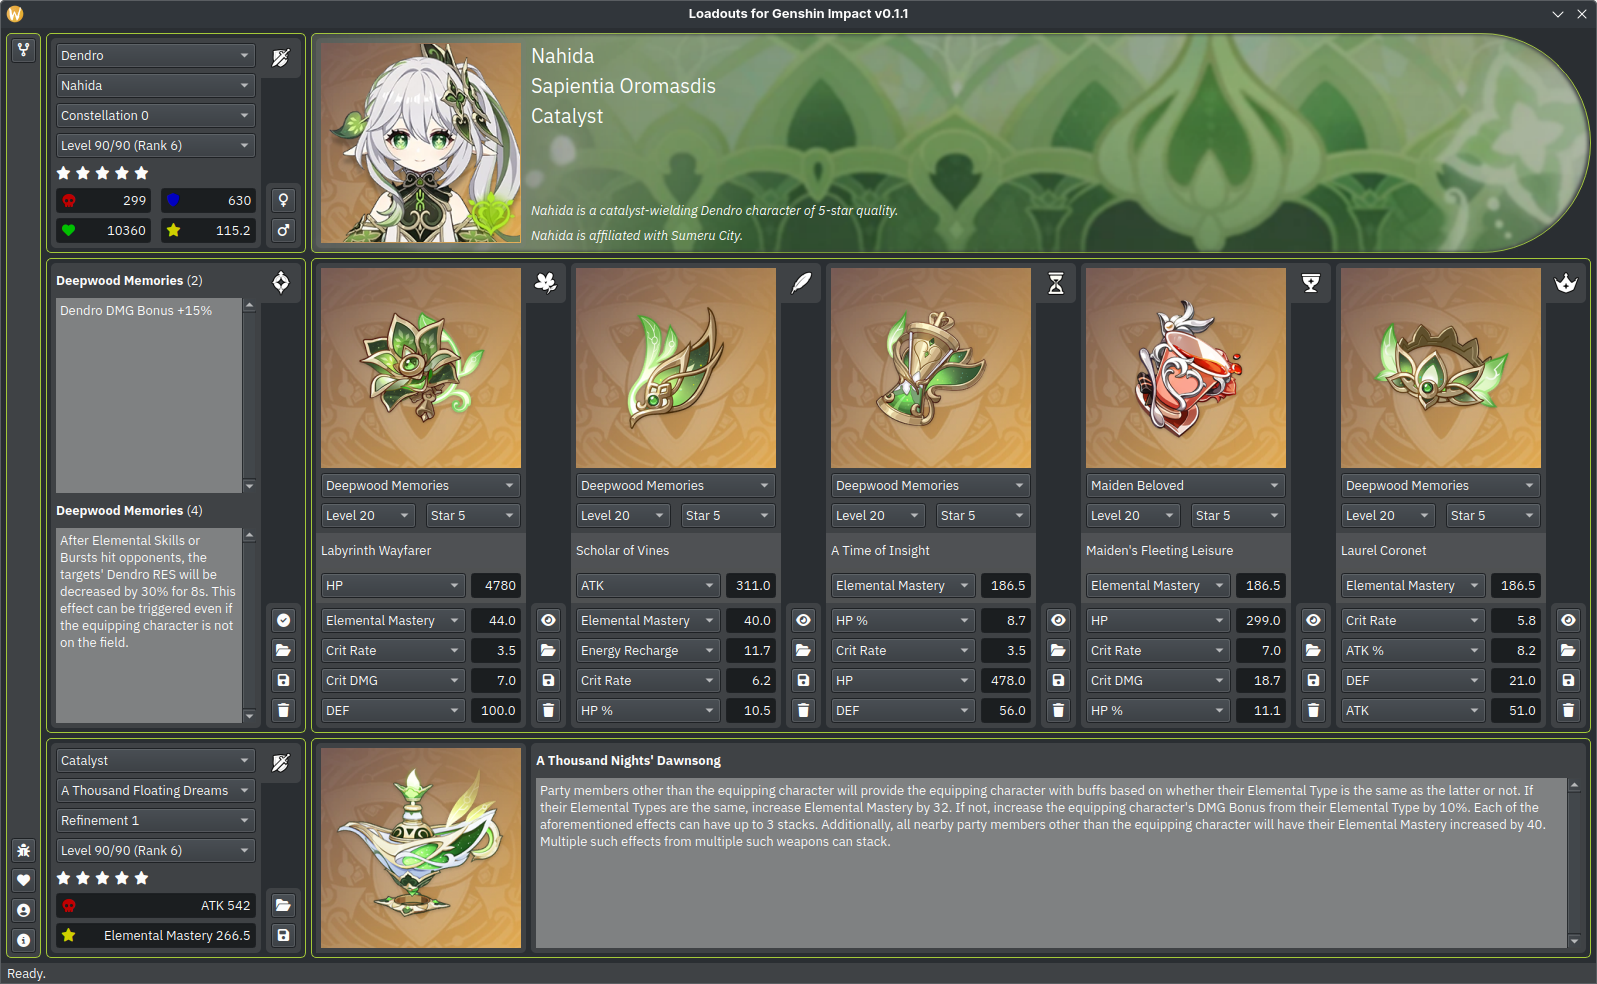 Loadouts for Genshin Impact v0.1.1
Dendro
Nahida
Constellation 0
Level 90/90 (Rank 6)
299
630
10360
115.2
Nahida
Sapientia Oromasdis
Catalyst
Nahida is a catalyst-wielding Dendro character of 5-star quality.
Nahida is affiliated with Sumeru City.
Deepwood Memories (2)
Dendro DMG Bonus +15%
Deepwood Memories (4)
After Elemental Skills or
Bursts hit opponents, the
targets' Dendro RES will be
decreased by 30% for 8s. This
effect can be triggered even if
the equipping character is not
on the field.
Deepwood Memories
Level 20
Star 5
Labyrinth Wayfarer
HP
4780
Elemental Mastery
44.0
Crit Rate
3.5
Crit DMG
7.0
DEF
100.0
Deepwood Memories
Level 20
Star 5
Scholar of Vines
ATK
311.0
Elemental Mastery
40.0
Energy Recharge
11.7
Crit Rate
6.2
HP %
10.5
Deepwood Memories
Level 20
Star 5
A Time of Insight
Elemental Mastery
186.5
HP %
8.7
Crit Rate
3.5
HP
478.0
DEF
56.0
Maiden Beloved
Level 20
Star 5
Maiden's Fleeting Leisure
Elemental Mastery
186.5
HP
299.0
Crit Rate
7.0
Crit DMG
18.7
HP %
11.1
Deepwood Memories
Level 20
Star 5
Laurel Coronet
Elemental Mastery
186.5
Crit Rate
5.8
ATK %
8.2
DEF
21.0
ATK
51.0
Catalyst
A Thousand Floating Dreams
Refinement 1
Level 90/90 (Rank 6)
ATK 542
Elemental Mastery 266.5
A Thousand Nights' Dawnsong
Party members other than the equipping character will provide the equipping character with buffs based on whether their Elemental Type is the same as the latter or not. If
their Elemental Types are the same, increase Elemental Mastery by 32. If not, increase the equipping character's DMG Bonus from their Elemental Type by 10%. Each of the
aforementioned effects can have up to 3 stacks. Additionally, all nearby party members other than the equipping character will have their Elemental Mastery increased by 40.
Multiple such effects from multiple such weapons can stack.
Ready.